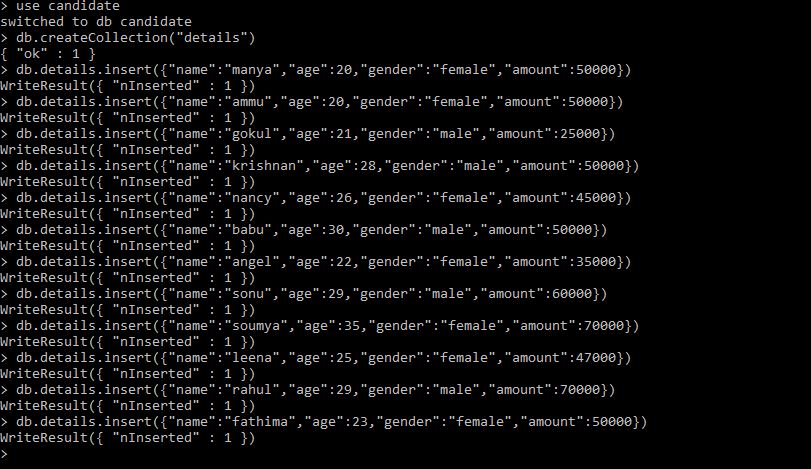 > use candidate
switched to db candidate
> db.createCollection("details")
{ "ok" : 1 }
> db.details.insert({"name":"manya","age":20,"gender":"female","amount":50000})
WriteResult({ "nInserted" : 1 })
> db.details.insert({"name":"ammu","age":20,"gender":"female","amount":50000})
WriteResult({ "nInserted" : 1 })
> db.details.insert({"name":"gokul","age":21,"gender":"male","amount":25000})
WriteResult({ "nInserted" : 1 })
> db.details.insert({"name":"krishnan","age":28,"gender":"male","amount":50000})
WriteResult({ "nInserted" : 1 })
> db.details.insert({"name":"nancy","age":26,"gender":"female","amount":45000})
WriteResult({ "nInserted" : 1 })
> db.details.insert({"name":"babu","age":30,"gender":"male","amount":50000})
WriteResult({ "nInserted" : 1 })
> db.details.insert({"name":"angel","age":22,"gender":"female","amount":35000})
WriteResult({ "nInserted" : 1 })
> db.details.insert({"name":"sonu","age":29,"gender":"male","amount":60000})
WriteResult({ "nInserted" : 1 })
> db.details.insert({"name":"soumya","age":35,"gender":"female","amount":70000})
WriteResult({ "nInserted" : 1 })
> db.details.insert({"name":"leena","age":25,"gender":"female","amount":47000})
WriteResult({ "nInserted" : 1 })
> db.details.insert({"name":"rahul","age":29,"gender":"male","amount":70000})
WriteResult({ "nInserted" : 1 })
> db.details.insert({"name":"fathima","age":23,"gender":"female","amount":50000})
WriteResult({ "nInserted" : 1 })
>